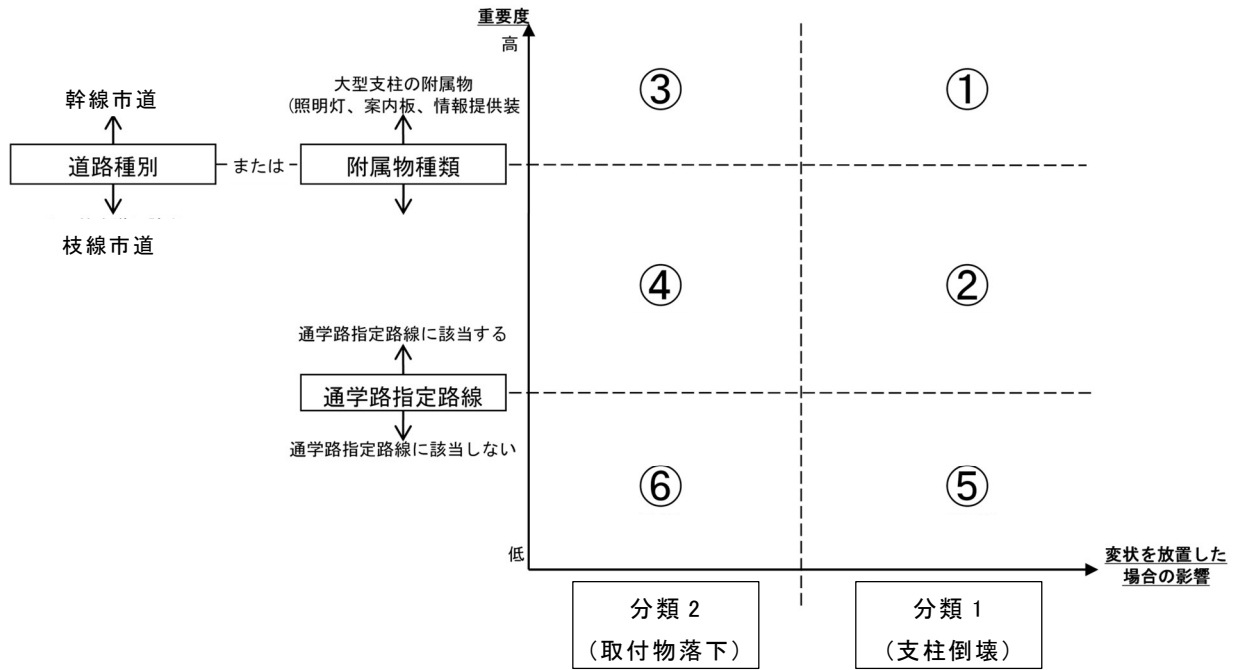 重要度
高
大型支柱の附属物
(照明灯、案内板、情報提供装
③
①
幹線市道
道路種別
または
附属物種類
枝線市道
④
②
通学路指定路線に該当する
通学路指定路線
通学路指定路線に該当しない
⑥
⑤
低
変状を放置した
場合の影響
分類2
(取付物落下)
分類1
(支柱倒壊)